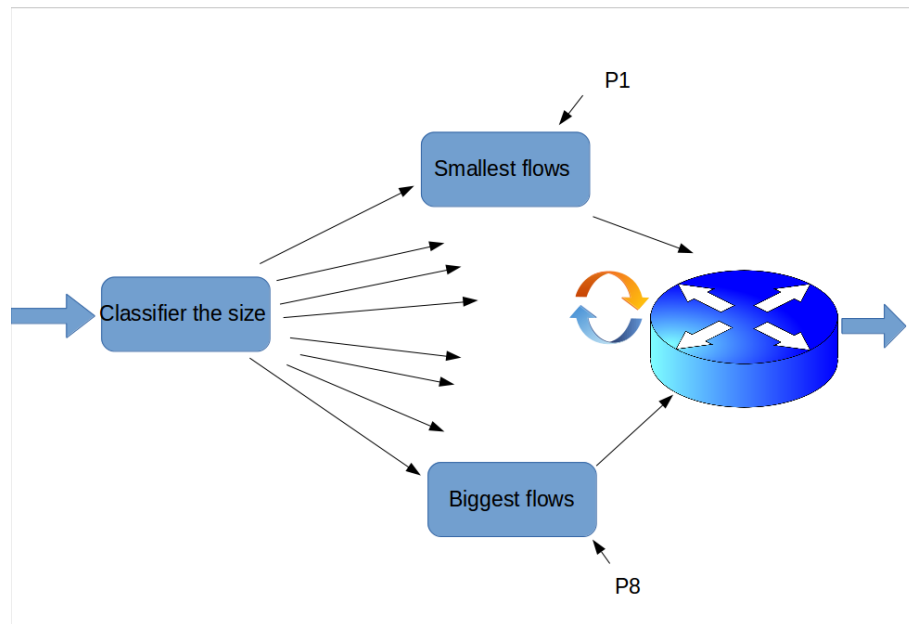 P1
Smallest flows
Classifier the size
Biggest flows
P8